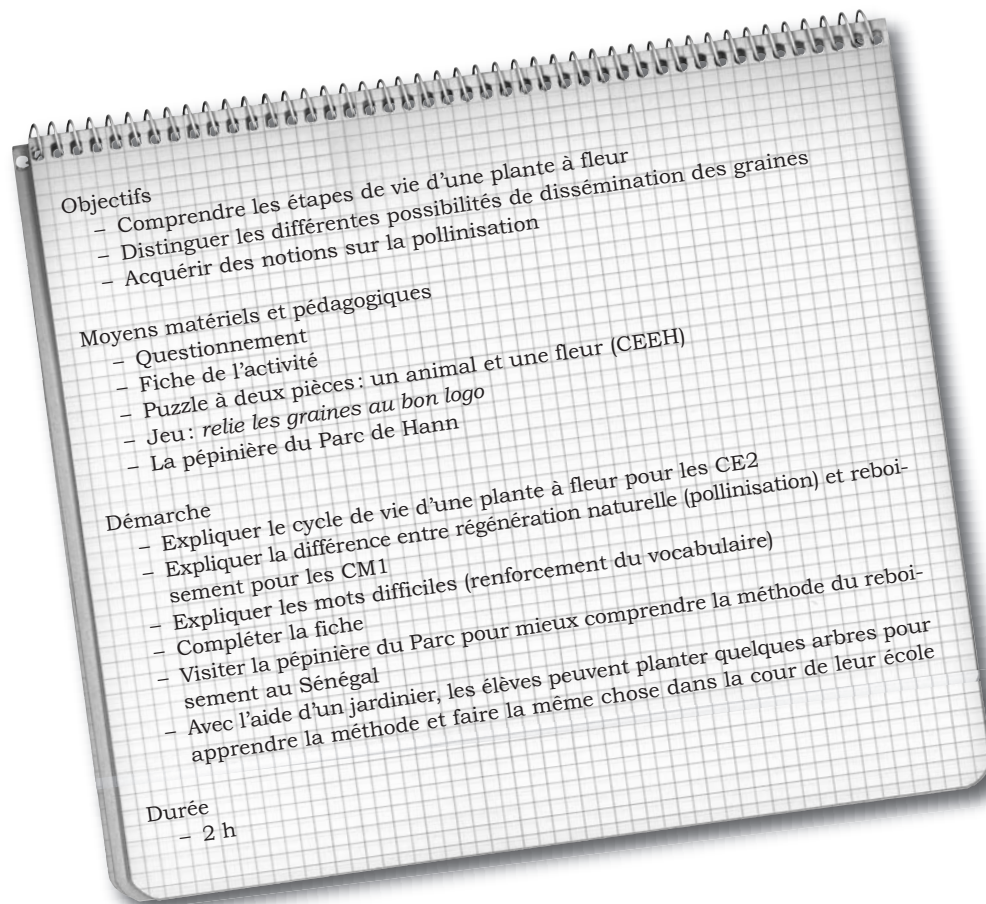 Objectifs
– Comprendre les étapes de vie d'une plante à fleur
– Distinguer les différentes possibilités de dissémination des graines
– Acquérir des notions sur la pollinisation
Moyens matériels et pédagogiques
– Questionnement
– Fiche de l'activité
– Puzzle à deux pièces : un animal et une fleur (CEEH)
– Jeu : relie les graines au bon logo
– La pépinière du Parc de Hann
Démarche
– Expliquer le cycle de vie d'une plante à fleur pour les CE2
– Expliquer la différence entre régénération naturelle (pollinisation) et reboi-
sement pour les CM1
– Expliquer les mots difficiles (renforcement du vocabulaire)
– Compléter la fiche
– Visiter la pépinière du Parc pour mieux comprendre la méthode du reboi-
sement au Sénégal
– Avec l'aide d'un jardinier, les élèves peuvent planter quelques arbres pour
apprendre la méthode et faire la même chose dans la cour de leur école
Durée
– 2 h